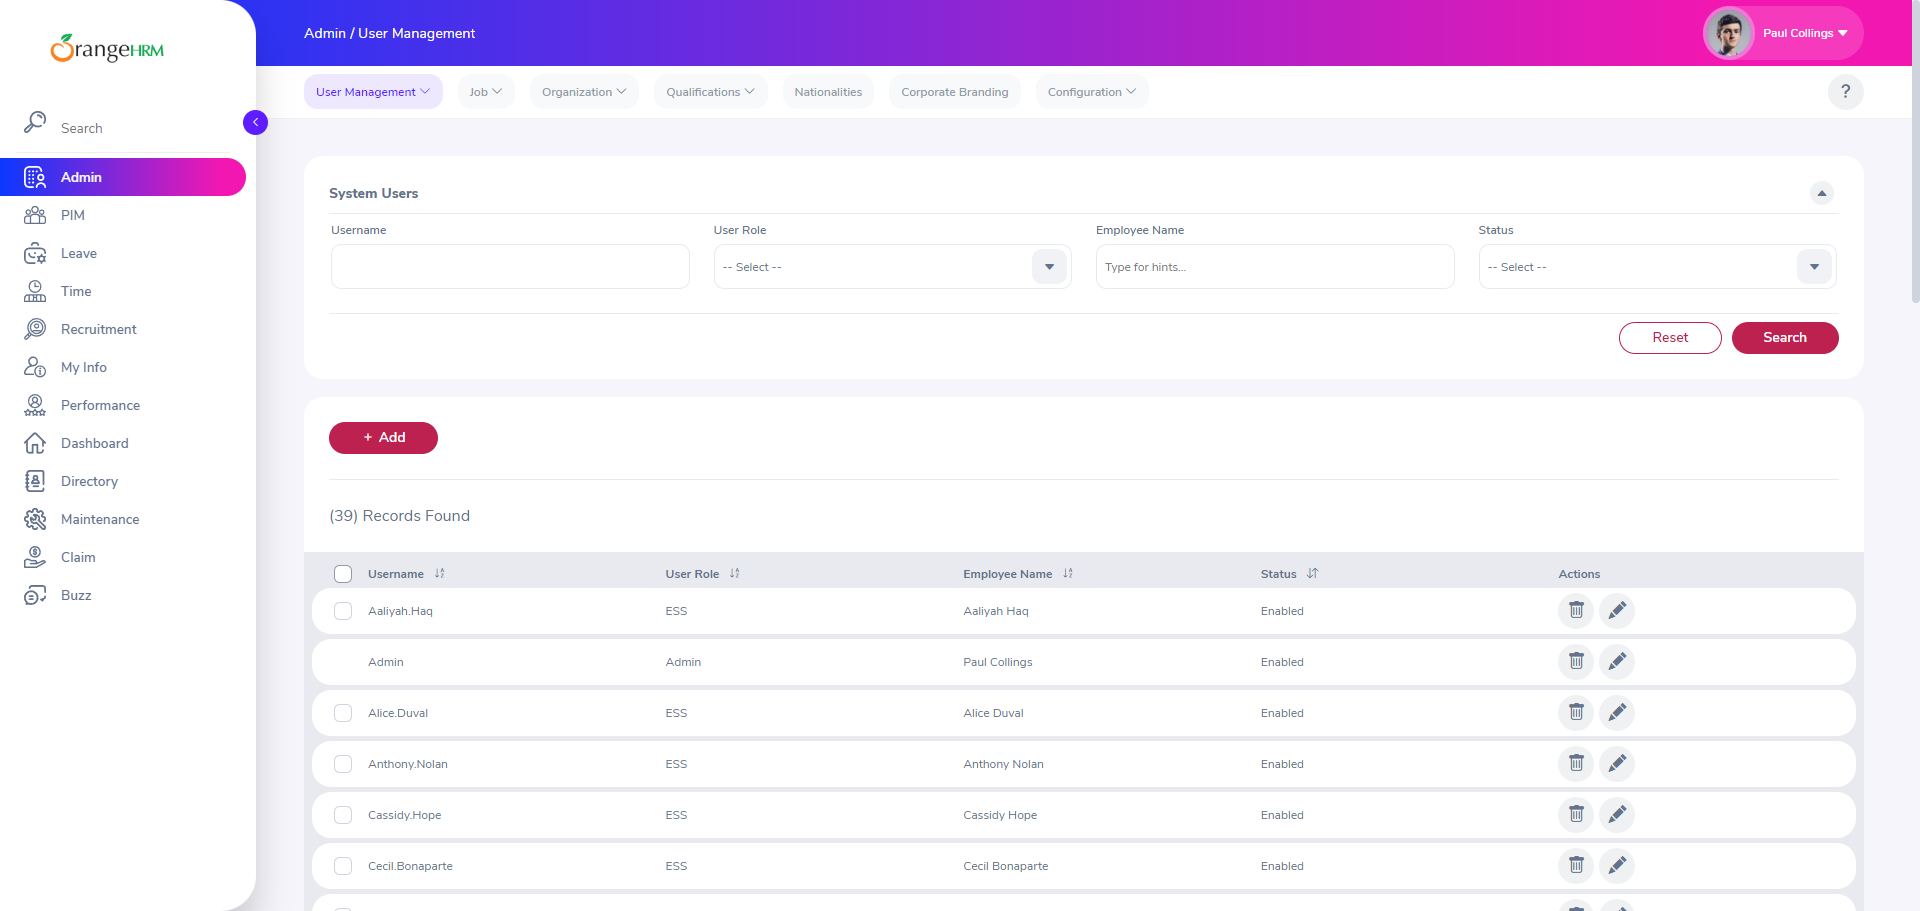 OrangeHRM
Search
Admin
PIM
Leave
Time
Recruitment
My Info
Performance
Dashboard
Directory
Maintenance
Claim
Buzz
Admin / User Management
Paul Collings
User Management
Job
Organization
Qualifications
Nationalities
Corporate Branding
Configuration
?
System Users
Username
User Role
Employee Name
Status
-- Select --
Type for hints...
-- Select --
Reset
Search
+ Add
(39) Records Found
Username User Role Employee Name Status Actions
Aaliyah.Haq ESS Aaliyah Haq Enabled
Admin Admin Paul Collings Enabled
Alice.Duval ESS Alice Duval Enabled
Anthony.Nolan ESS Anthony Nolan Enabled
Cassidy.Hope ESS Cassidy Hope Enabled
Cecil.Bonaparte ESS Cecil Bonaparte Enabled